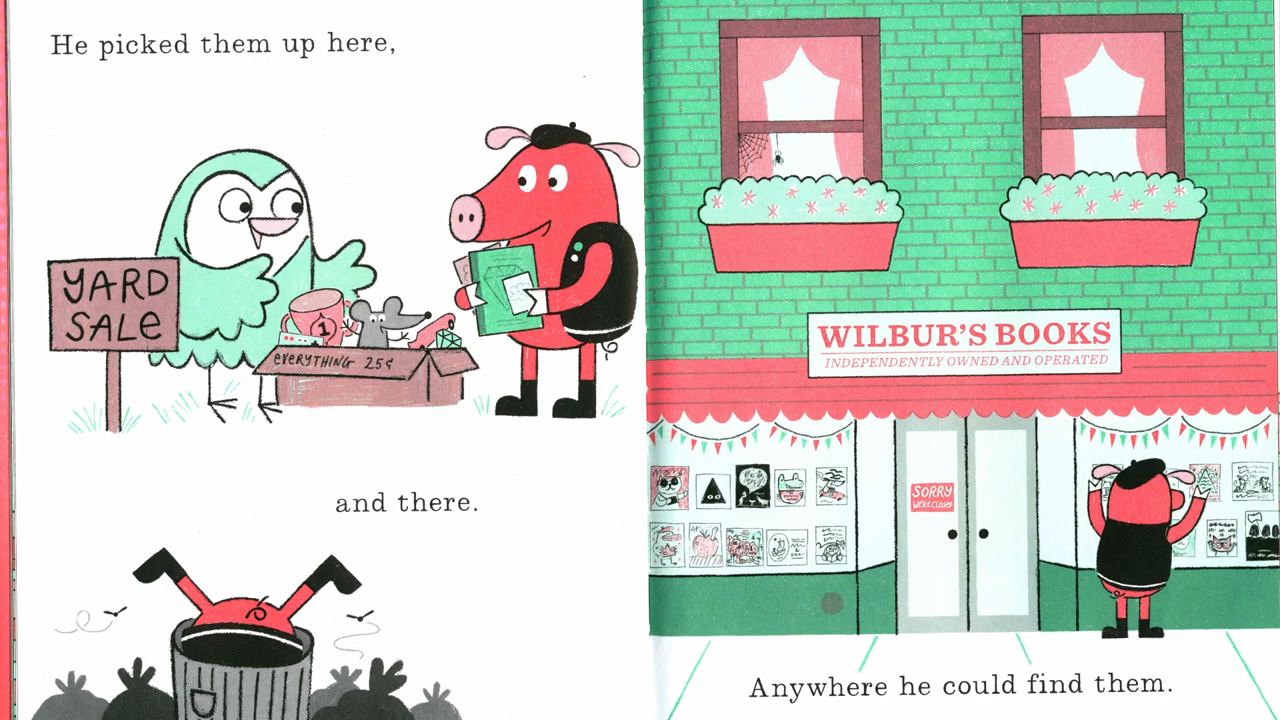 He picked them up here,
YARD
SALE
1
EVERYTHING 25¢
and there.
WILBUR'S BOOKS
INDEPENDENTLY OWNED AND OPERATED
SORRY
WE'RE CLOSED
Anywhere he could find them.